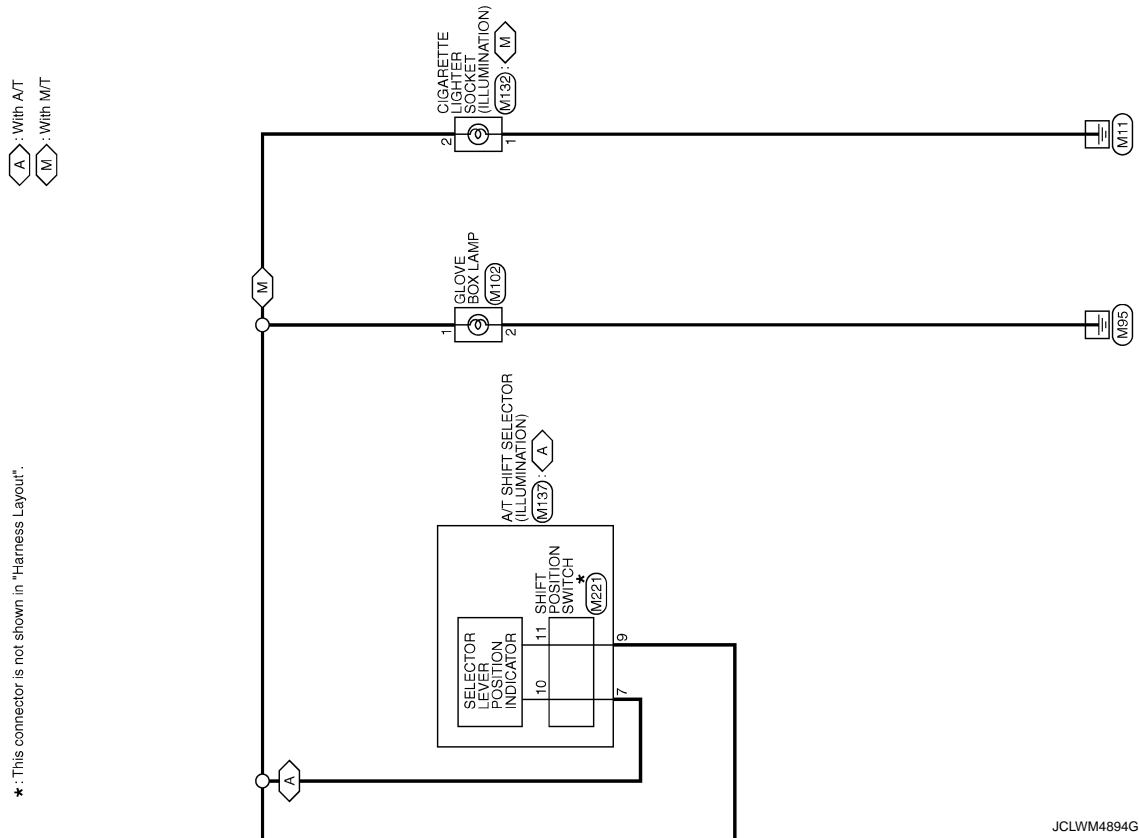 A : With A/T
M : With M/T
* : This connector is not shown in "Harness Layout".
CIGARETTE
LIGHTER
SOCKET
(ILLUMINATION)
M132 : M
2
1
M11
M
GLOVE
BOX LAMP
M102
1
2
M95
A/T SHIFT SELECTOR
(ILLUMINATION)
M137 : A
SELECTOR
LEVER
POSITION
INDICATOR
SHIFT
POSITION
SWITCH *
M221
10
11
7
9
A
JCLWM4894G